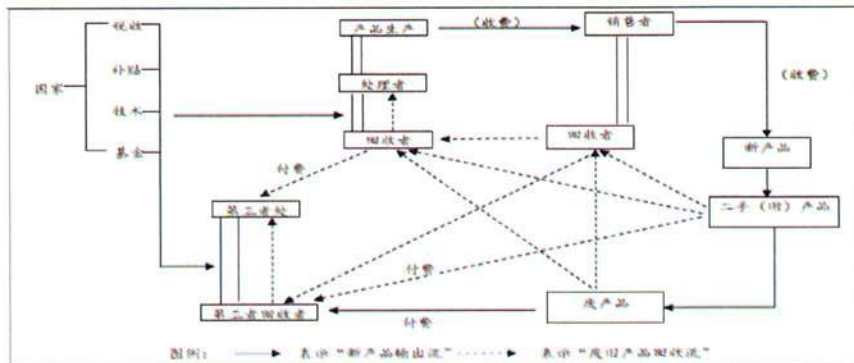 税收
产品生产
(收费)
销售者
补贴
处理者
(收费)
国家
技术
回收者
回收者
新产品
基金
付费
第三者处
二手(旧)产品
付费
废产品
第三者回收者
付费
图例:
表示“新产品输出流”
表示“废旧产品回收流”